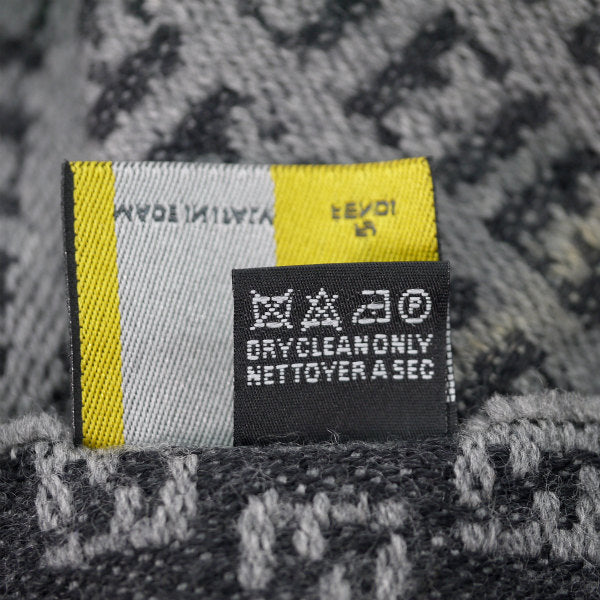 MADE IN ITALY
FENDI
DRY CLEAN ONLY
NETTOYER A SEC